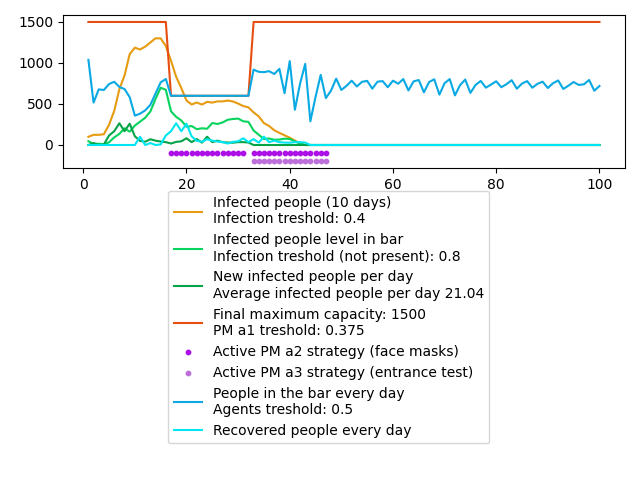 1500
1000
500
0
0
20
40
60
80
100
Infected people (10 days)
Infection treshold: 0.4
Infected people level in bar
Infection treshold (not present): 0.8
New infected people per day
Average infected people per day 21.04
Final maximum capacity: 1500
PM a1 treshold: 0.375
Active PM a2 strategy (face masks)
Active PM a3 strategy (entrance test)
People in the bar every day
Agents treshold: 0.5
Recovered people every day